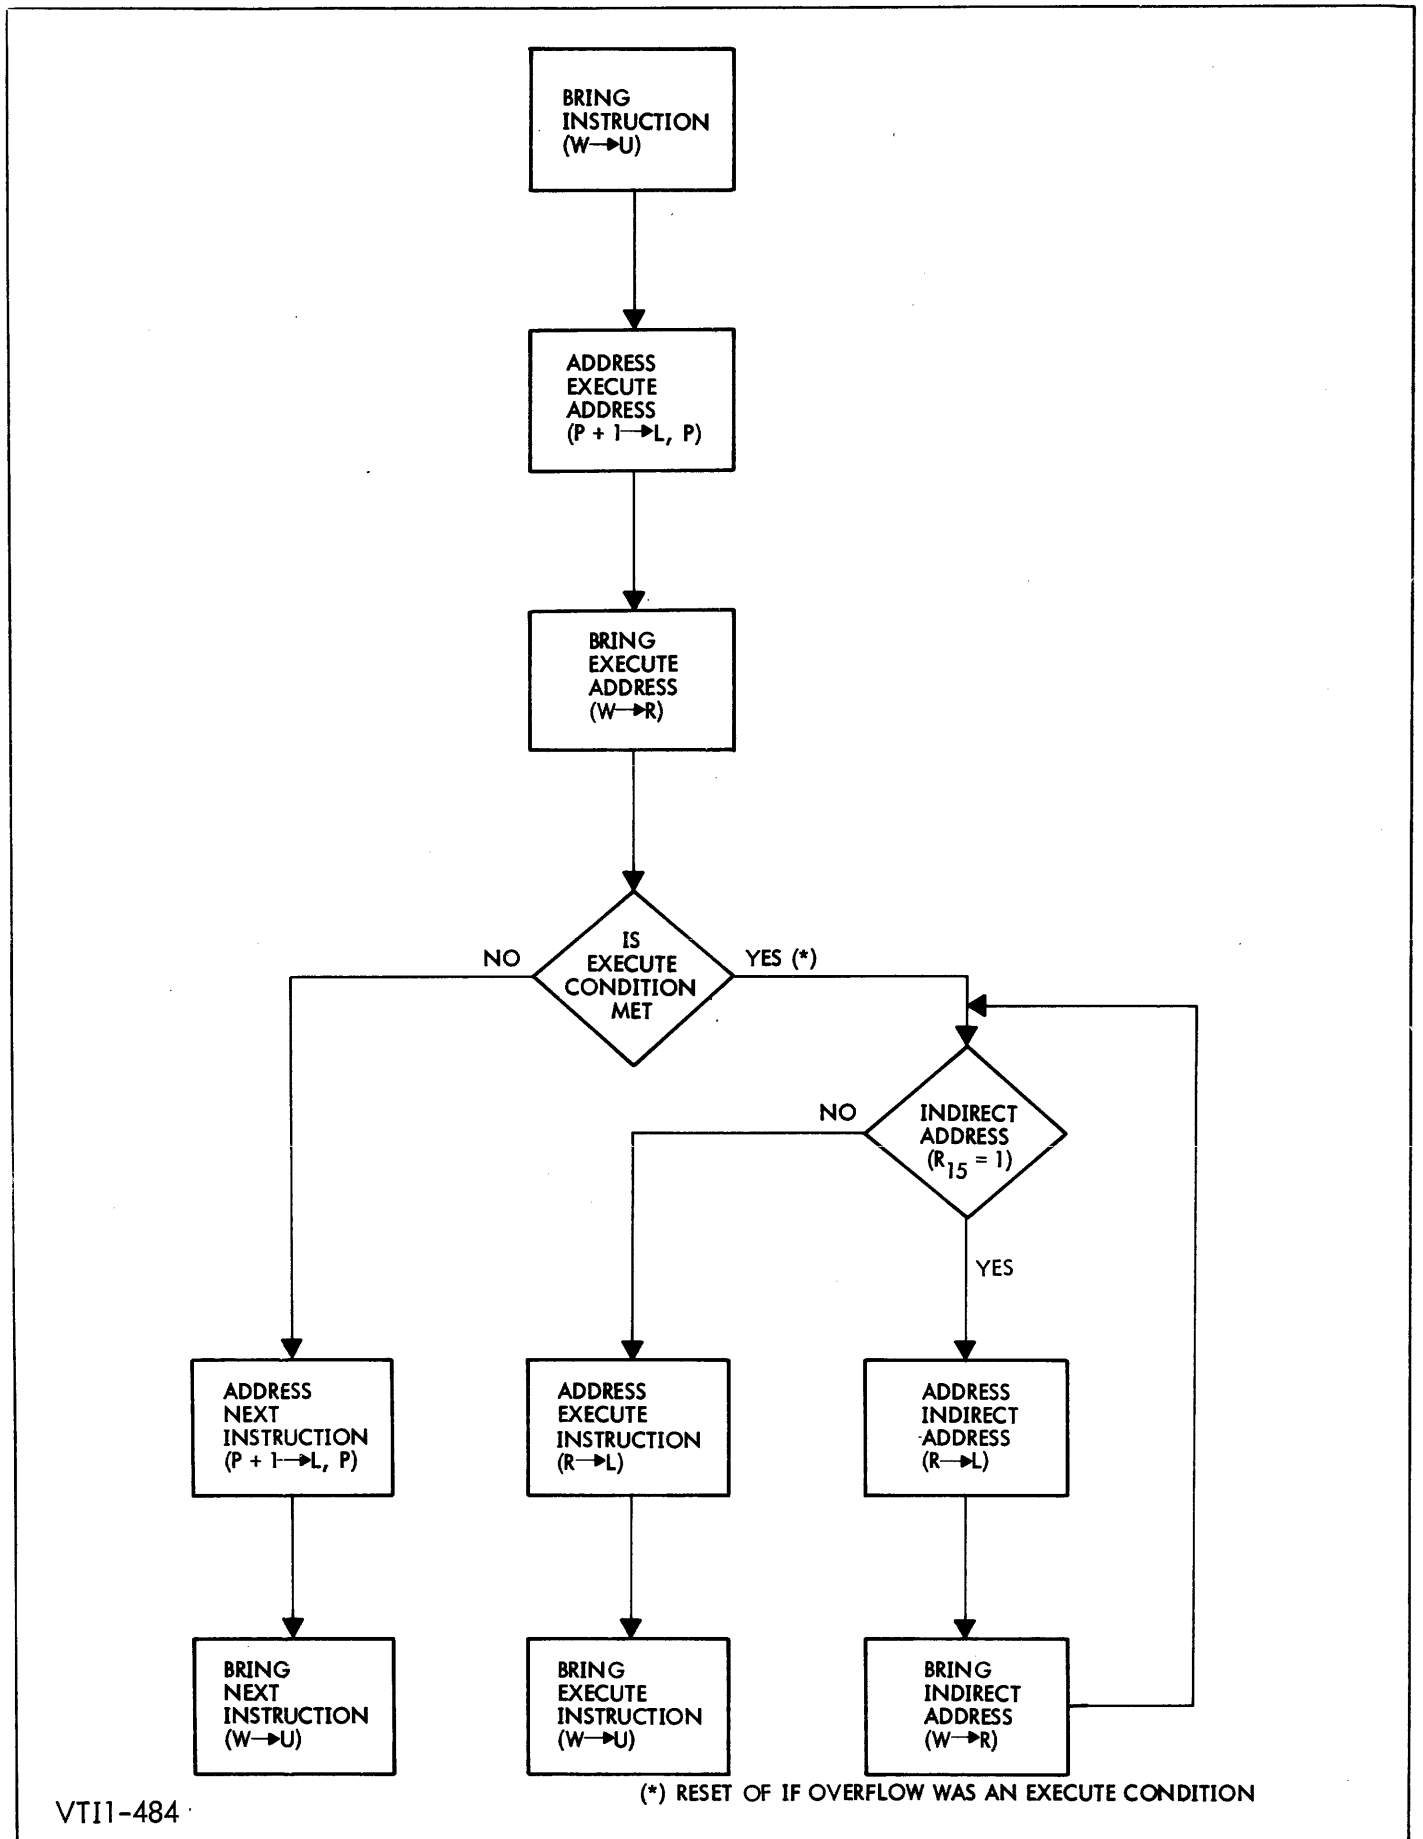 BRING
INSTRUCTION
(W→U)
ADDRESS
EXECUTE
ADDRESS
(P + 1→L, P)
BRING
EXECUTE
ADDRESS
(W→R)
IS
EXECUTE
CONDITION
MET
NO
YES (*)
INDIRECT
ADDRESS
(R15 = 1)
NO
YES
ADDRESS
NEXT
INSTRUCTION
(P + 1→L, P)
ADDRESS
EXECUTE
INSTRUCTION
(R→L)
ADDRESS
INDIRECT
ADDRESS
(R→L)
BRING
NEXT
INSTRUCTION
(W→U)
BRING
EXECUTE
INSTRUCTION
(W→U)
BRING
INDIRECT
ADDRESS
(W→R)
(*) RESET OF IF OVERFLOW WAS AN EXECUTE CONDITION
VTI1-484